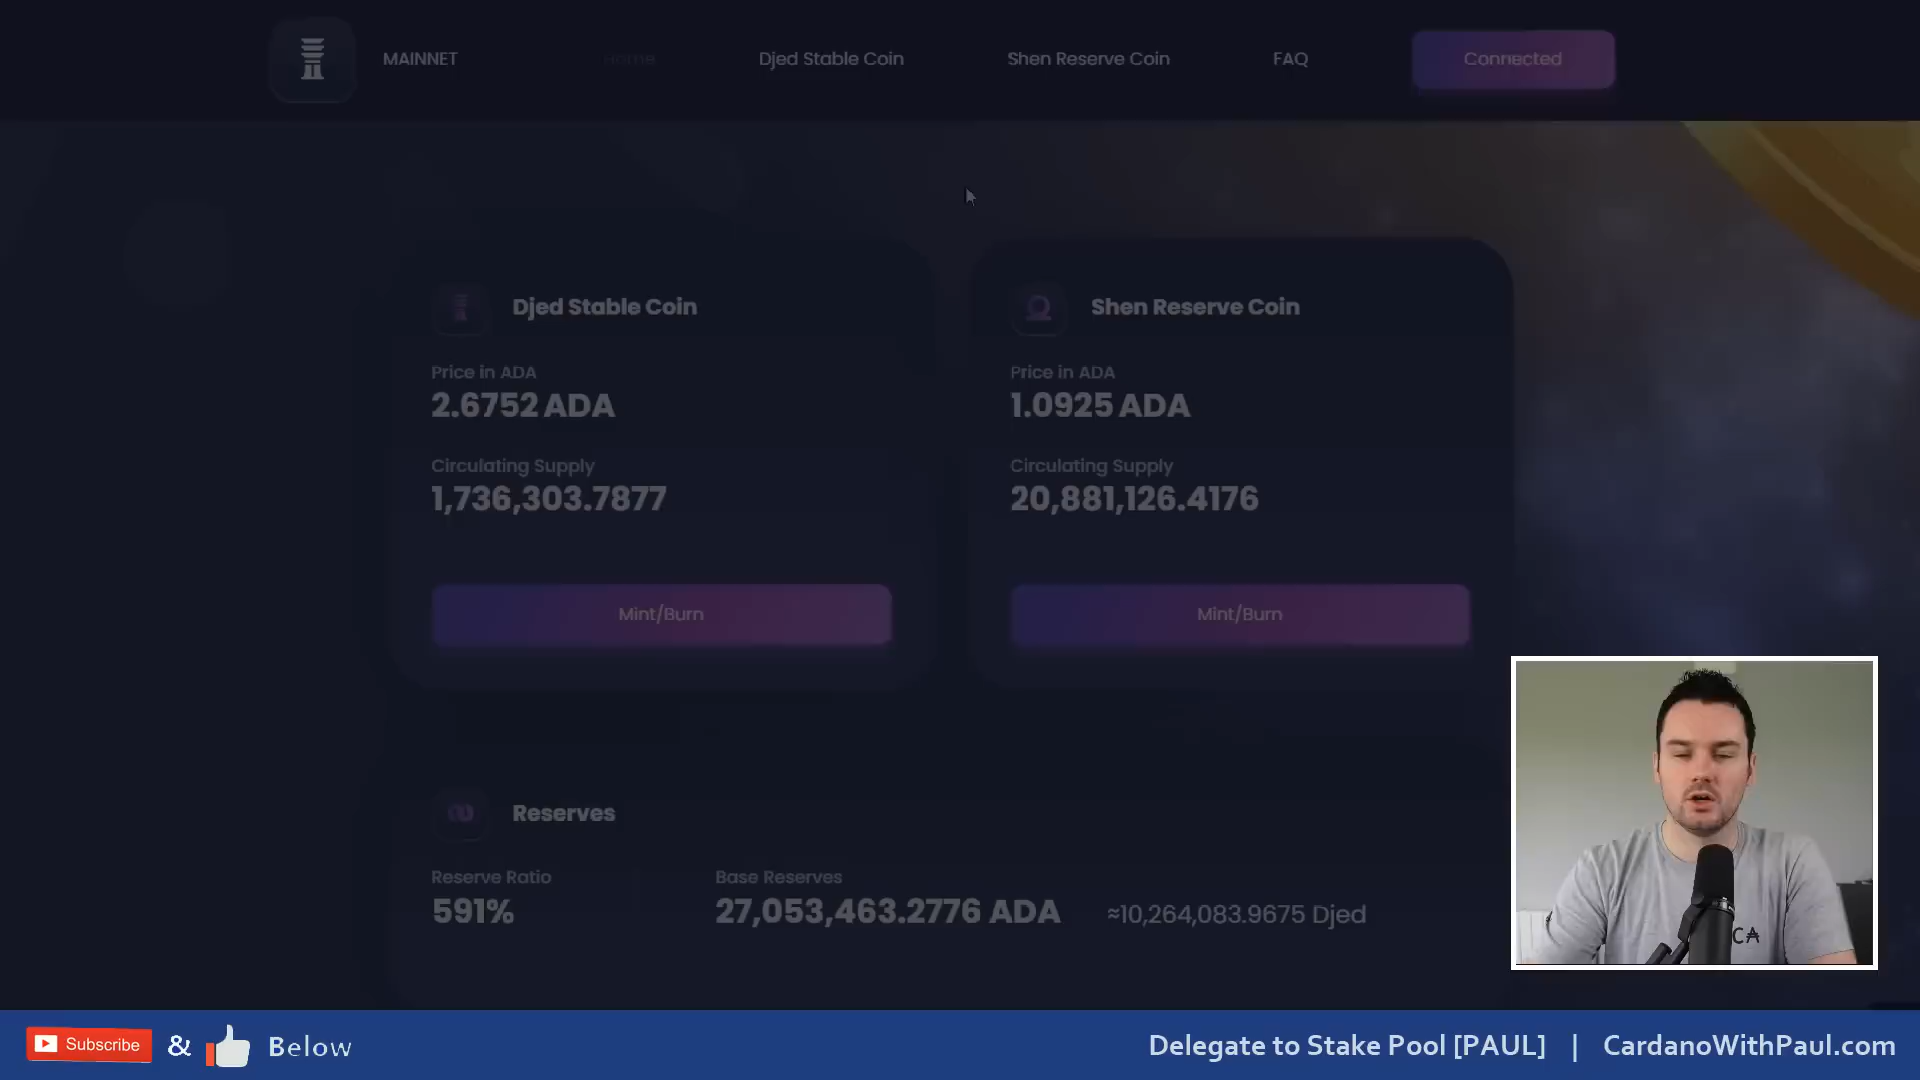 MAINNET
Home
Djed Stable Coin
Shen Reserve Coin
FAQ
Connected
Djed Stable Coin
Price in ADA
2.6752 ADA
Circulating Supply
1,736,303.7877
Mint/Burn
Shen Reserve Coin
Price in ADA
1.0925 ADA
Circulating Supply
20,881,126.4176
Mint/Burn
Reserves
Reserve Ratio
591%
Base Reserves
27,053,463.2776 ADA
≈10,264,083.9675 Djed
Subscribe & Below
Delegate to Stake Pool [PAUL] | CardanoWithPaul.com